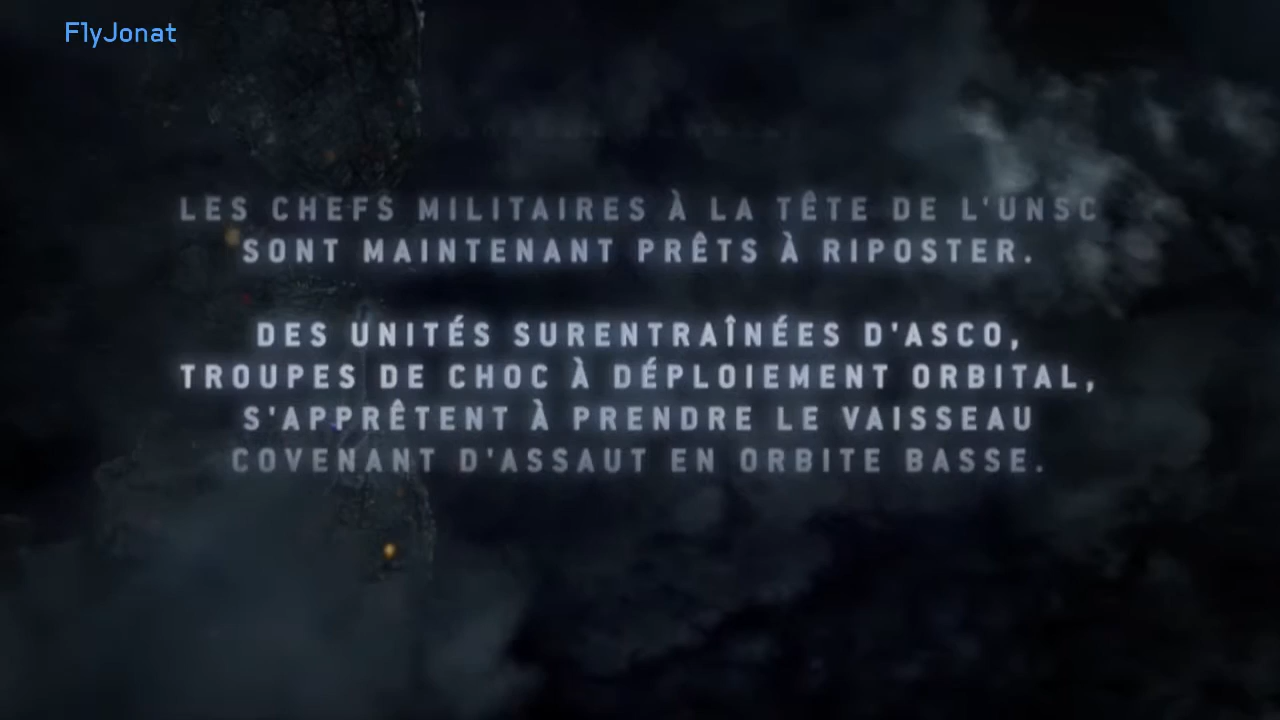 FlyJonat
LES CHEFS MILITAIRES À LA TÊTE DE L'UNSC
SONT MAINTENANT PRÊTS À RIPOSTER.
DES UNITÉS SURENTRAÎNÉES D'ASCO,
TROUPES DE CHOC À DÉPLOIEMENT ORBITAL,
S'APPRÊTENT À PRENDRE LE VAISSEAU
COVENANT D'ASSAUT EN ORBITE BASSE.